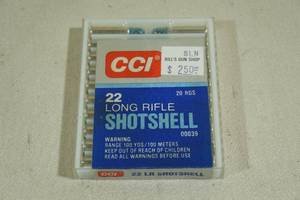 CCI
BLN
BILL'S GUN SHOP
$ 250
22
20 RDS
LONG RIFLE
SHOTSHELL
00039
WARNING
RANGE 100 YDS/100 METERS
KEEP OUT OF REACH OF CHILDREN
READ ALL WARNINGS BEFORE USE
22 LR SHOTSHELL